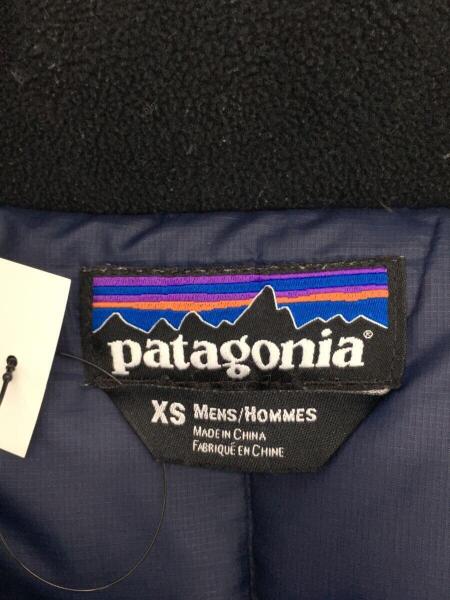 patagonia®
XS MENS/HOMMES
MADE IN CHINA
FABRIQUÉ EN CHINE